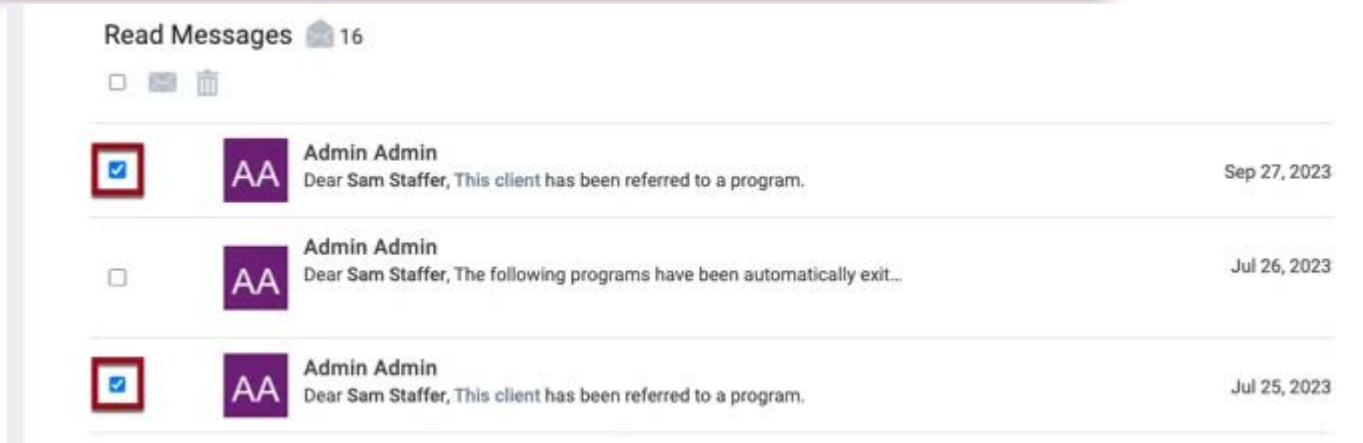 Read Messages 16
AA Admin Admin
Dear Sam Staffer, This client has been referred to a program.
Sep 27, 2023
AA Admin Admin
Dear Sam Staffer, The following programs have been automatically exit...
Jul 26, 2023
AA Admin Admin
Dear Sam Staffer, This client has been referred to a program.
Jul 25, 2023